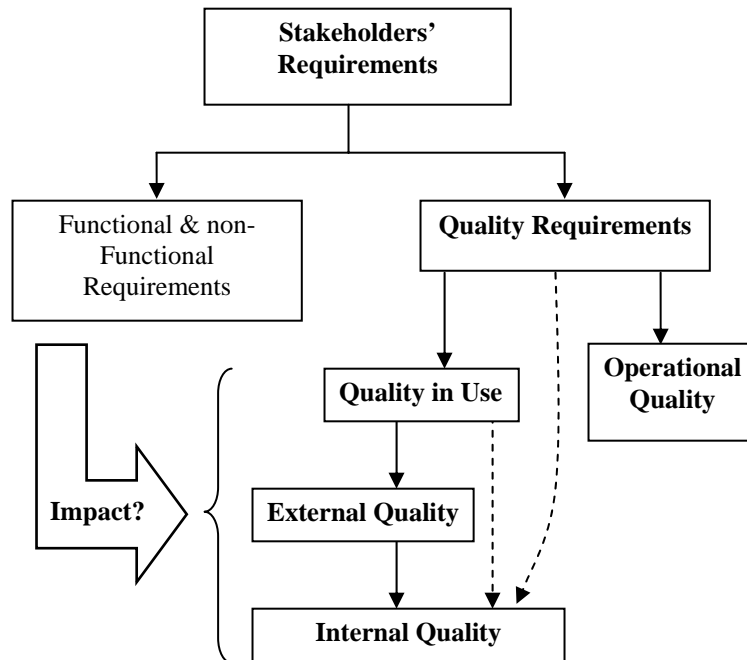 Stakeholders’
Requirements
Functional & non-
Functional
Requirements
Quality Requirements
Quality in Use
Operational
Quality
Impact?
External Quality
Internal Quality